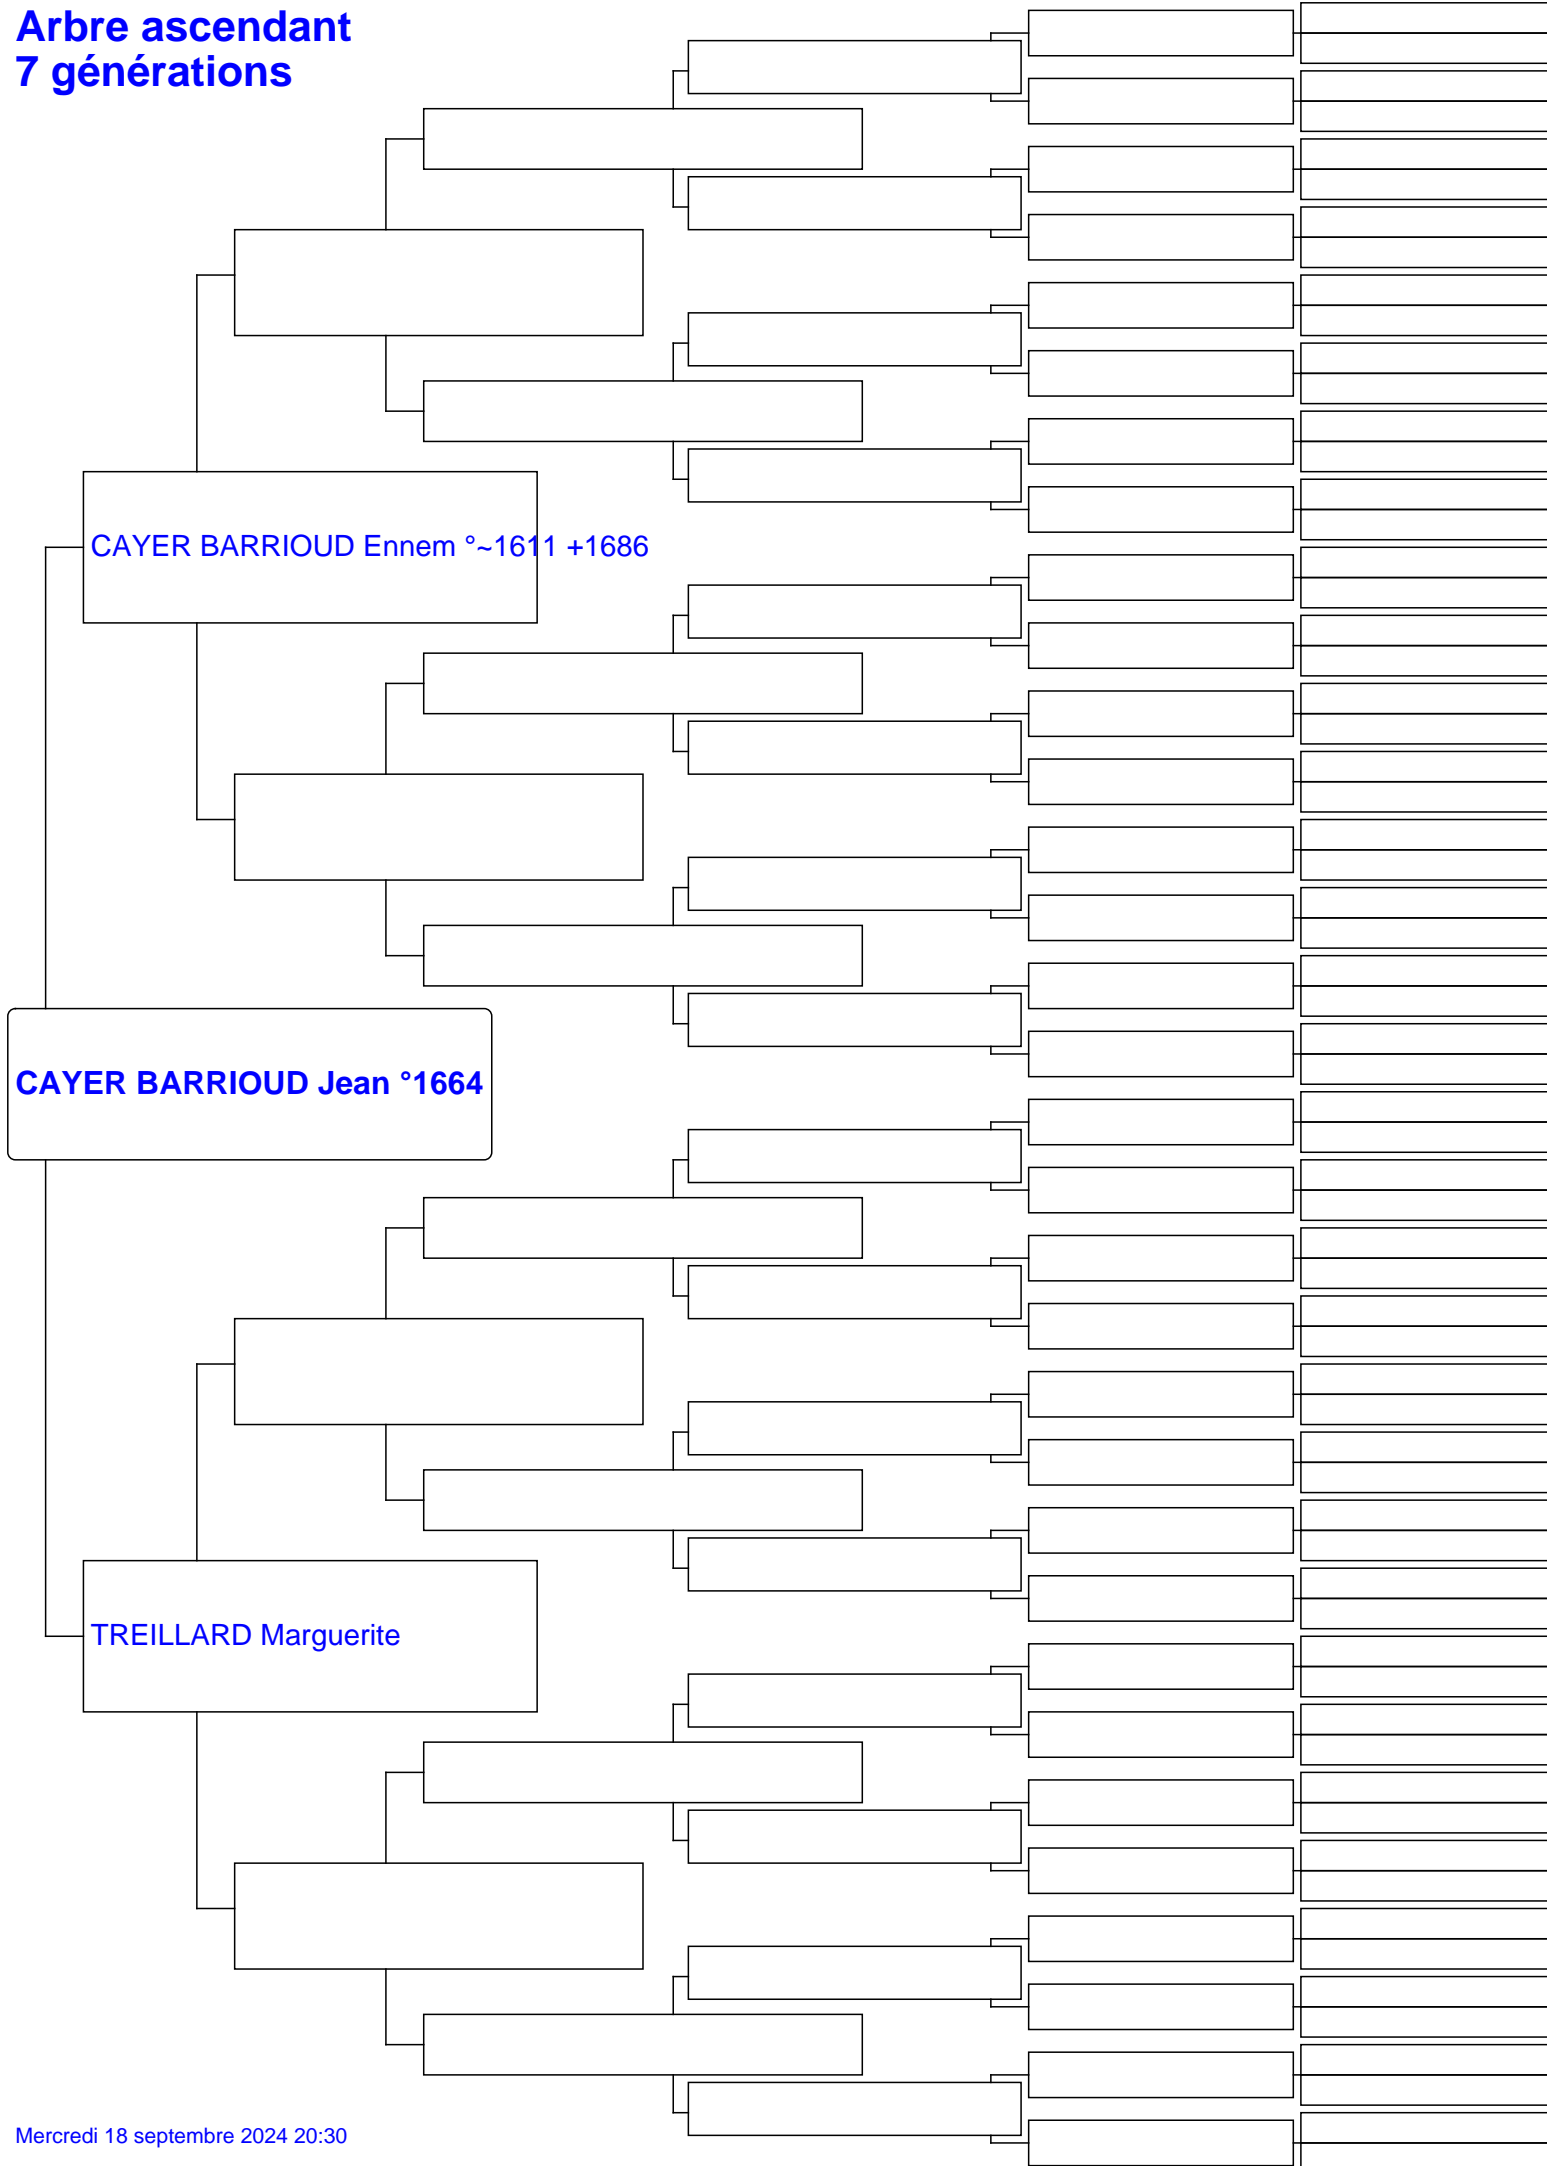 Arbre ascendant
7 générations
CAYER BARRIOUD Ennem °~1611 +1686
CAYER BARRIOUD Jean °1664
TREILLARD Marguerite
Mercredi 18 septembre 2024 20:30